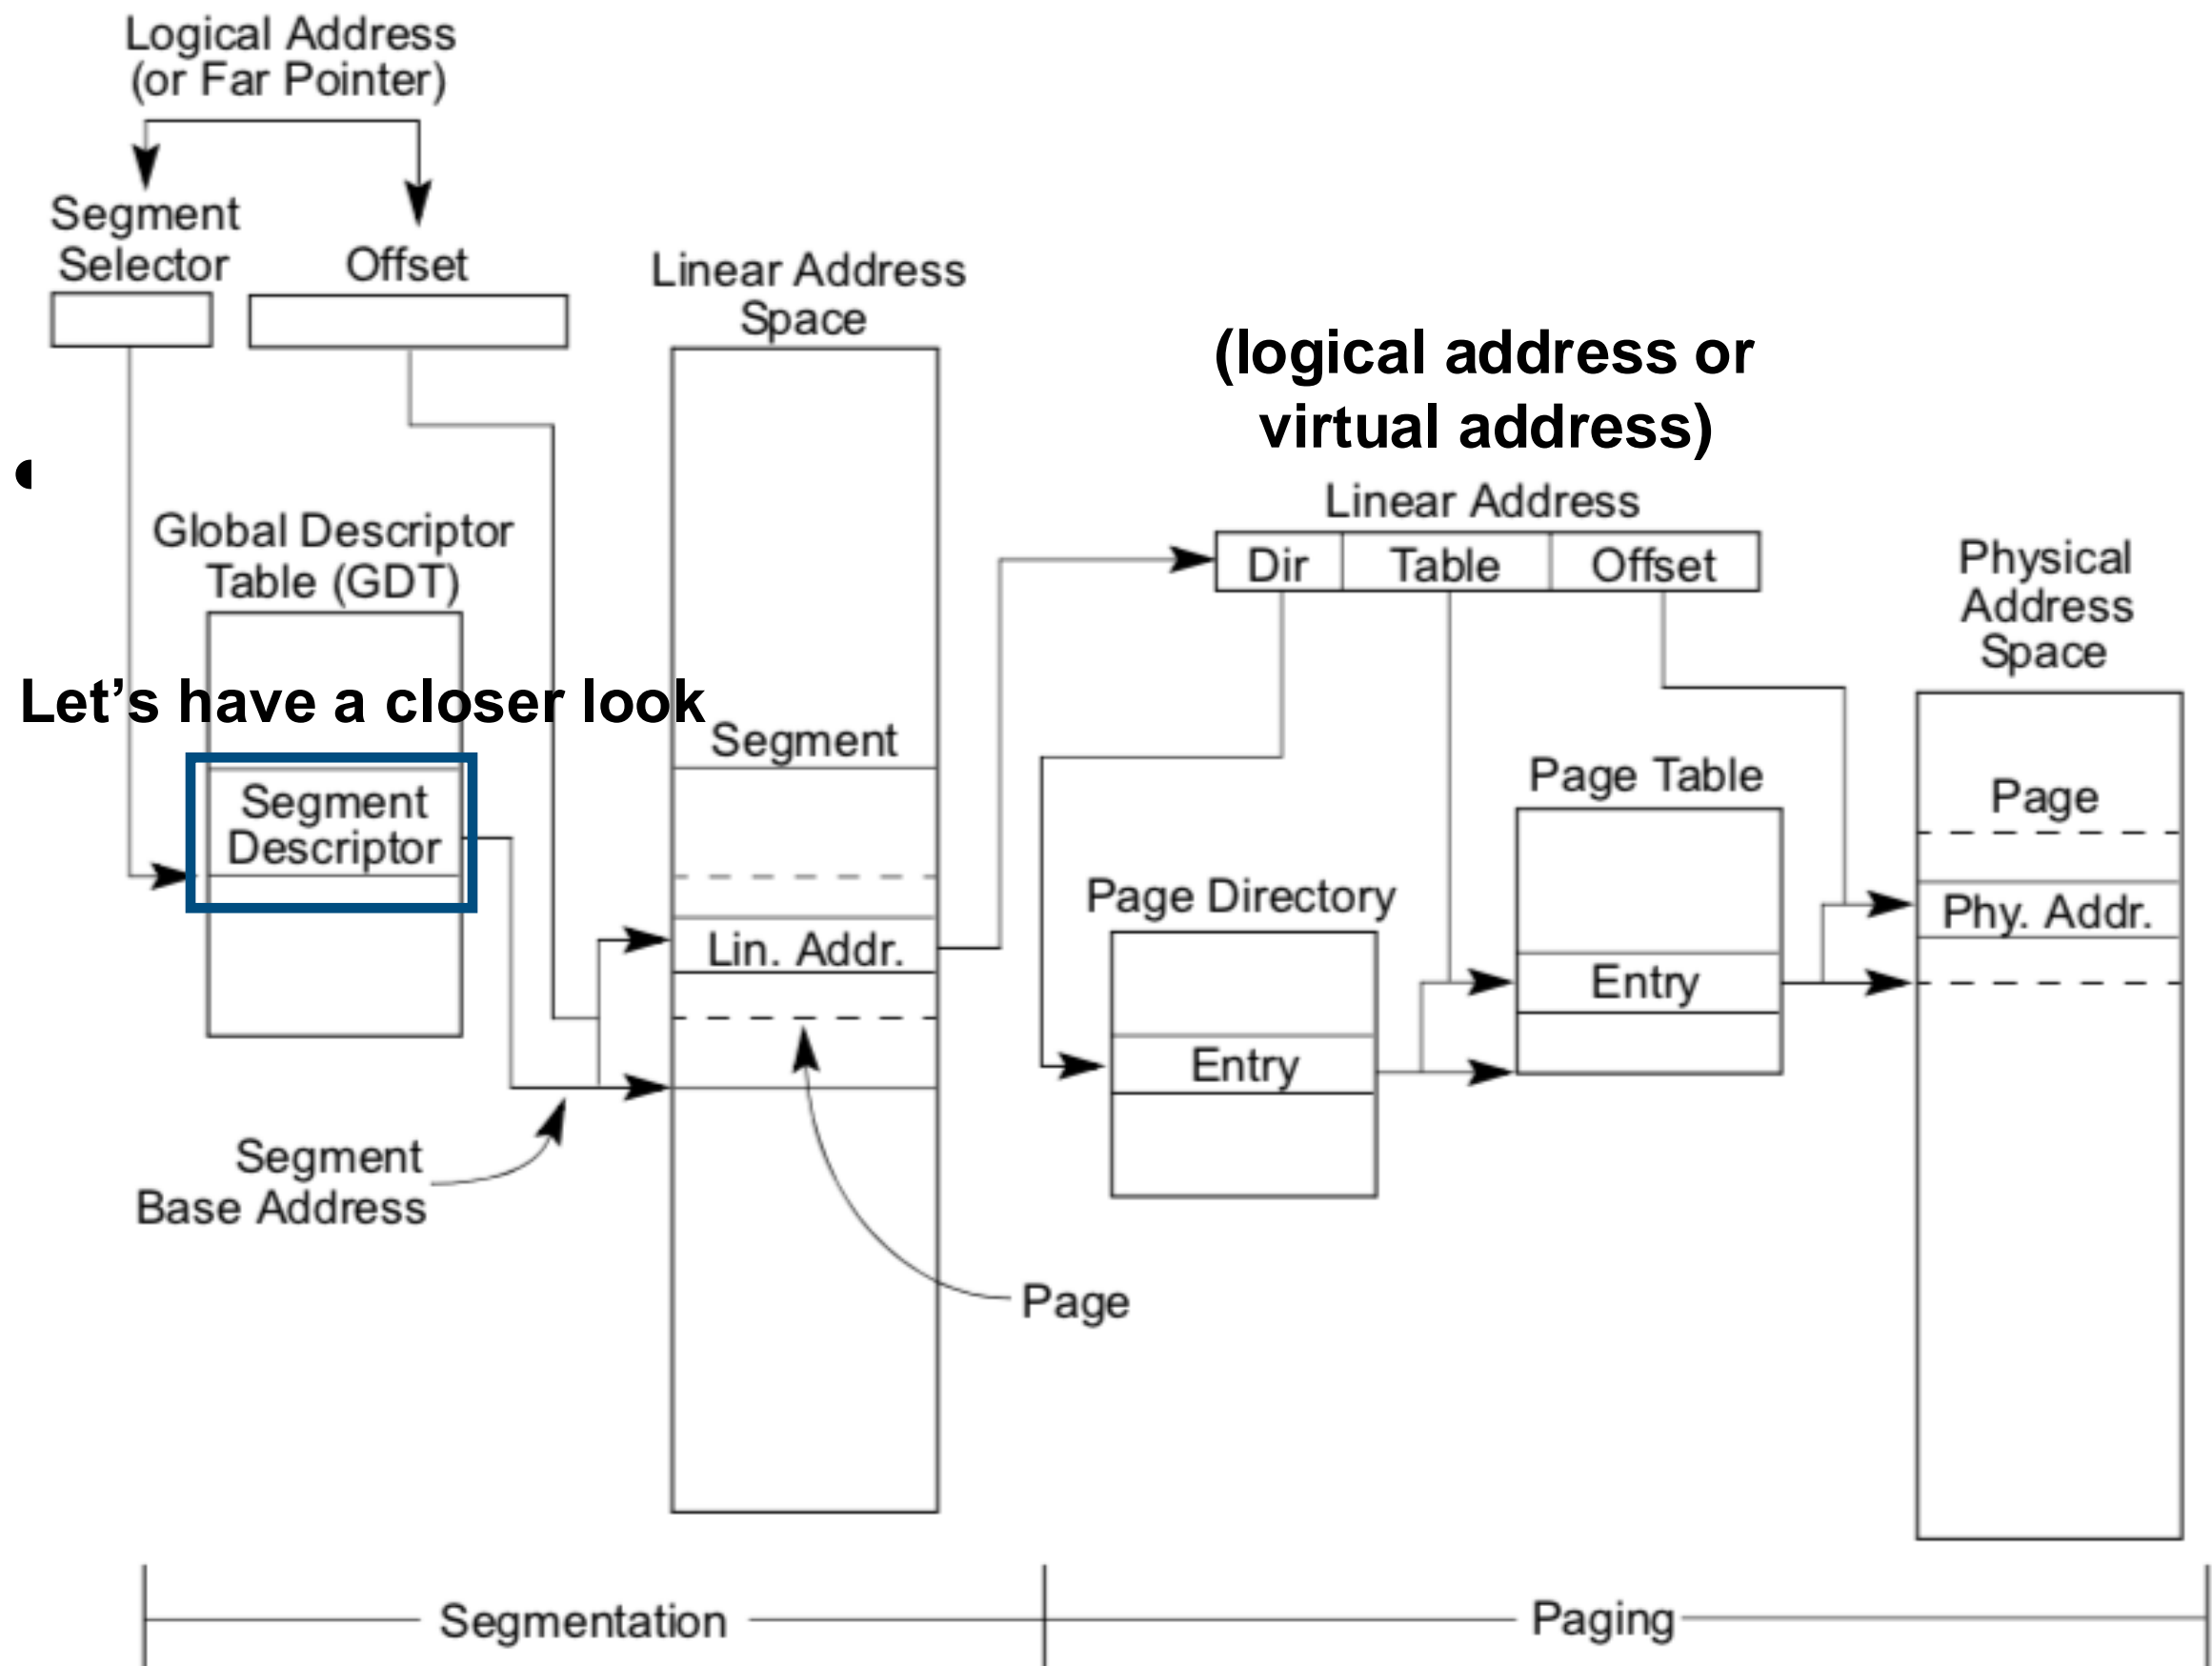 Logical Address
(or Far Pointer)
Segment
Selector
Offset
Linear Address
Space
(logical address or
virtual address)
Linear Address
Dir
Table
Offset
Physical
Address
Space
Global Descriptor
Table (GDT)
Let’s have a closer look
Segment
Segment
Descriptor
Page Table
Page
Page Directory
Lin. Addr.
Entry
Phy. Addr.
Entry
Segment
Base Address
Page
Segmentation
Paging